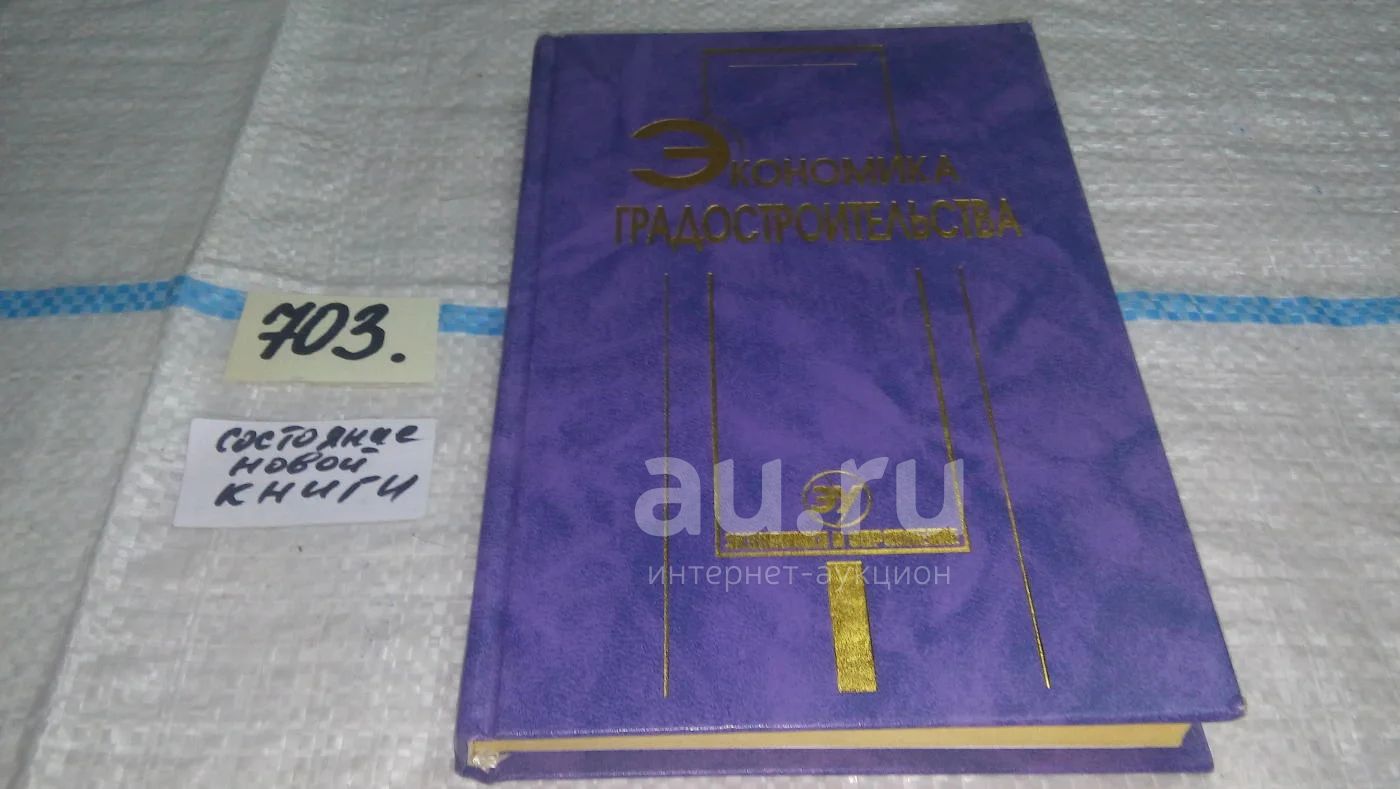 Экономика
градостроительства
703.
состояние
новой
книги
ЭУ
au.ru
интернет-аукцион